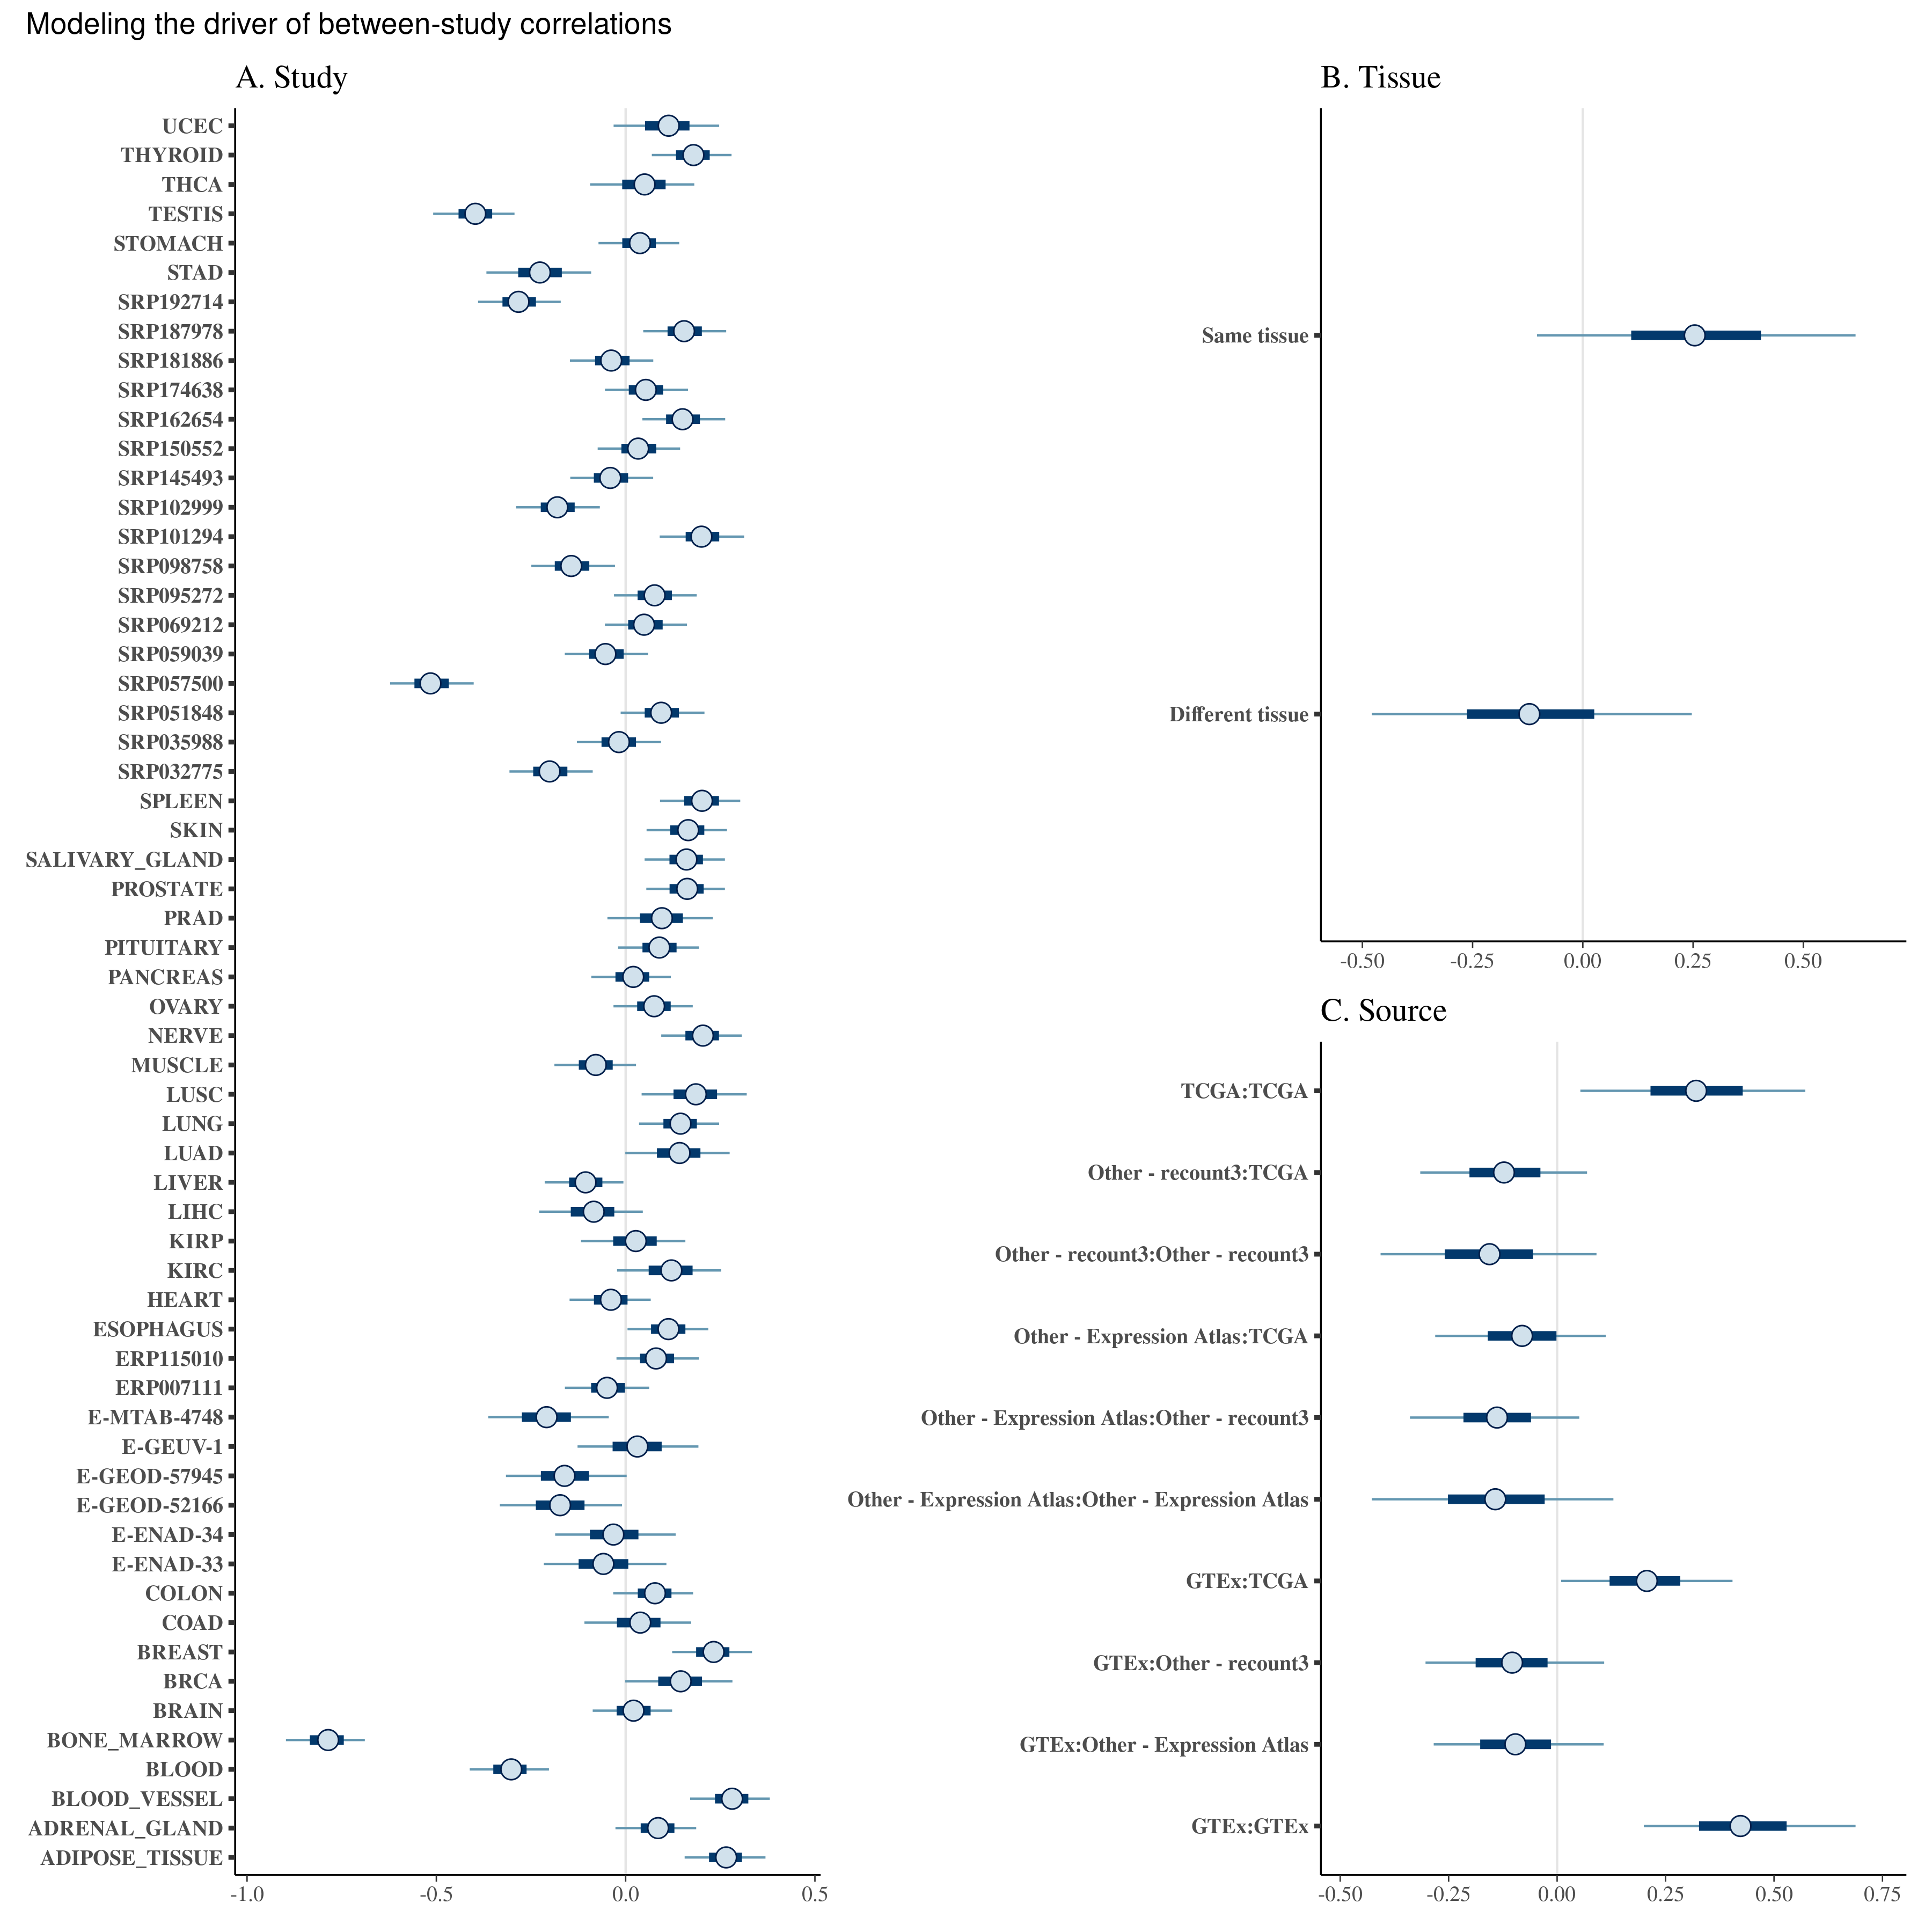 Modeling the driver of between-study correlations
A. Study
UCEC
THYROID
THCA
TESTIS
STOMACH
STAD
SRP192714
SRP187978
SRP181886
SRP174638
SRP162654
SRP150552
SRP145493
SRP102999
SRP101294
SRP098758
SRP095272
SRP069212
SRP059039
SRP057500
SRP051848
SRP035988
SRP032775
SPLEEN
SKIN
SALIVARY_GLAND
PROSTATE
PRAD
PITUITARY
PANCREAS
OVARY
NERVE
MUSCLE
LUSC
LUNG
LUAD
LIVER
LIHC
KIRP
KIRC
HEART
ESOPHAGUS
ERP115010
ERP007111
E-MTAB-4748
E-GEUV-1
E-GEOD-57945
E-GEOD-52166
E-ENAD-34
E-ENAD-33
COLON
COAD
BREAST
BRCA
BRAIN
BONE_MARROW
BLOOD
BLOOD_VESSEL
ADRENAL_GLAND
ADIPOSE_TISSUE
-1.0 -0.5 0.0 0.5
B. Tissue
Same tissue
Different tissue
-0.50 -0.25 0.00 0.25 0.50
C. Source
TCGA:TCGA
Other - recount3:TCGA
Other - recount3:Other - recount3
Other - Expression Atlas:TCGA
Other - Expression Atlas:Other - recount3
Other - Expression Atlas:Other - Expression Atlas
GTEx:TCGA
GTEx:Other - recount3
GTEx:Other - Expression Atlas
GTEx:GTEx
-0.50 -0.25 0.00 0.25 0.50 0.75